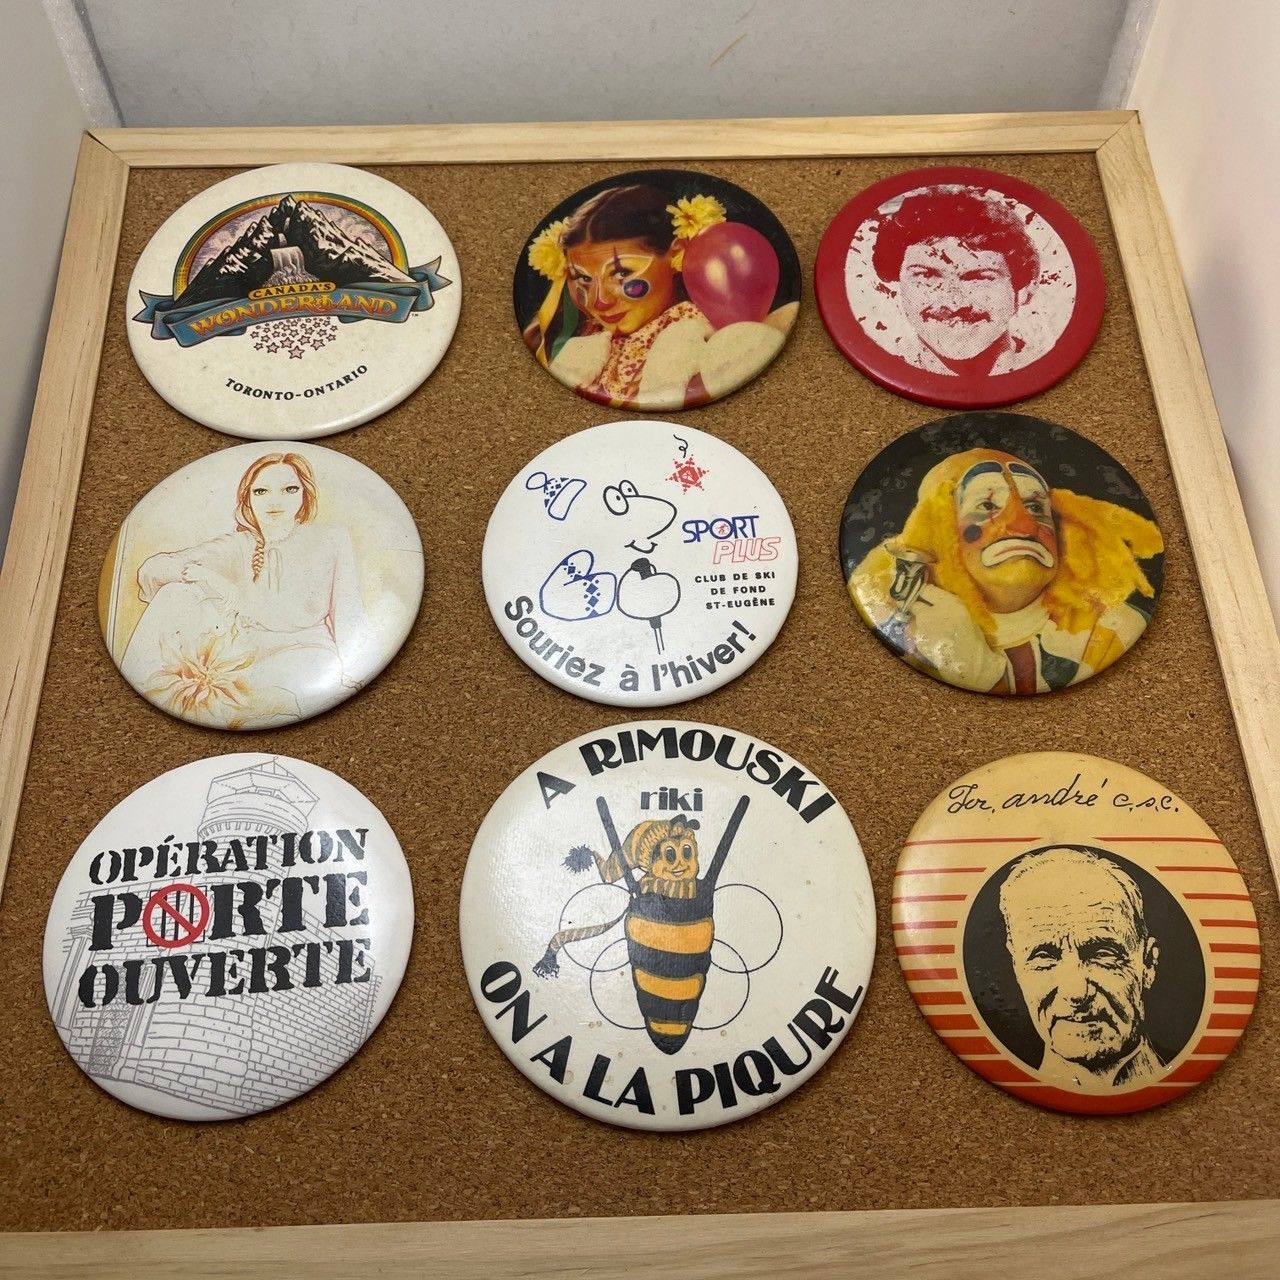 CANADA'S
WONDERLAND™
TORONTO-ONTARIO
SPORT
PLUS
CLUB DE SKI
DE FOND
ST-EUGÈNE
Souriez à l'hiver!
OPÉRATION
PORTE
OUVERTE
A RIMOUSKI
riki
ON A LA PIQURE
Fr. andré c.s.c.